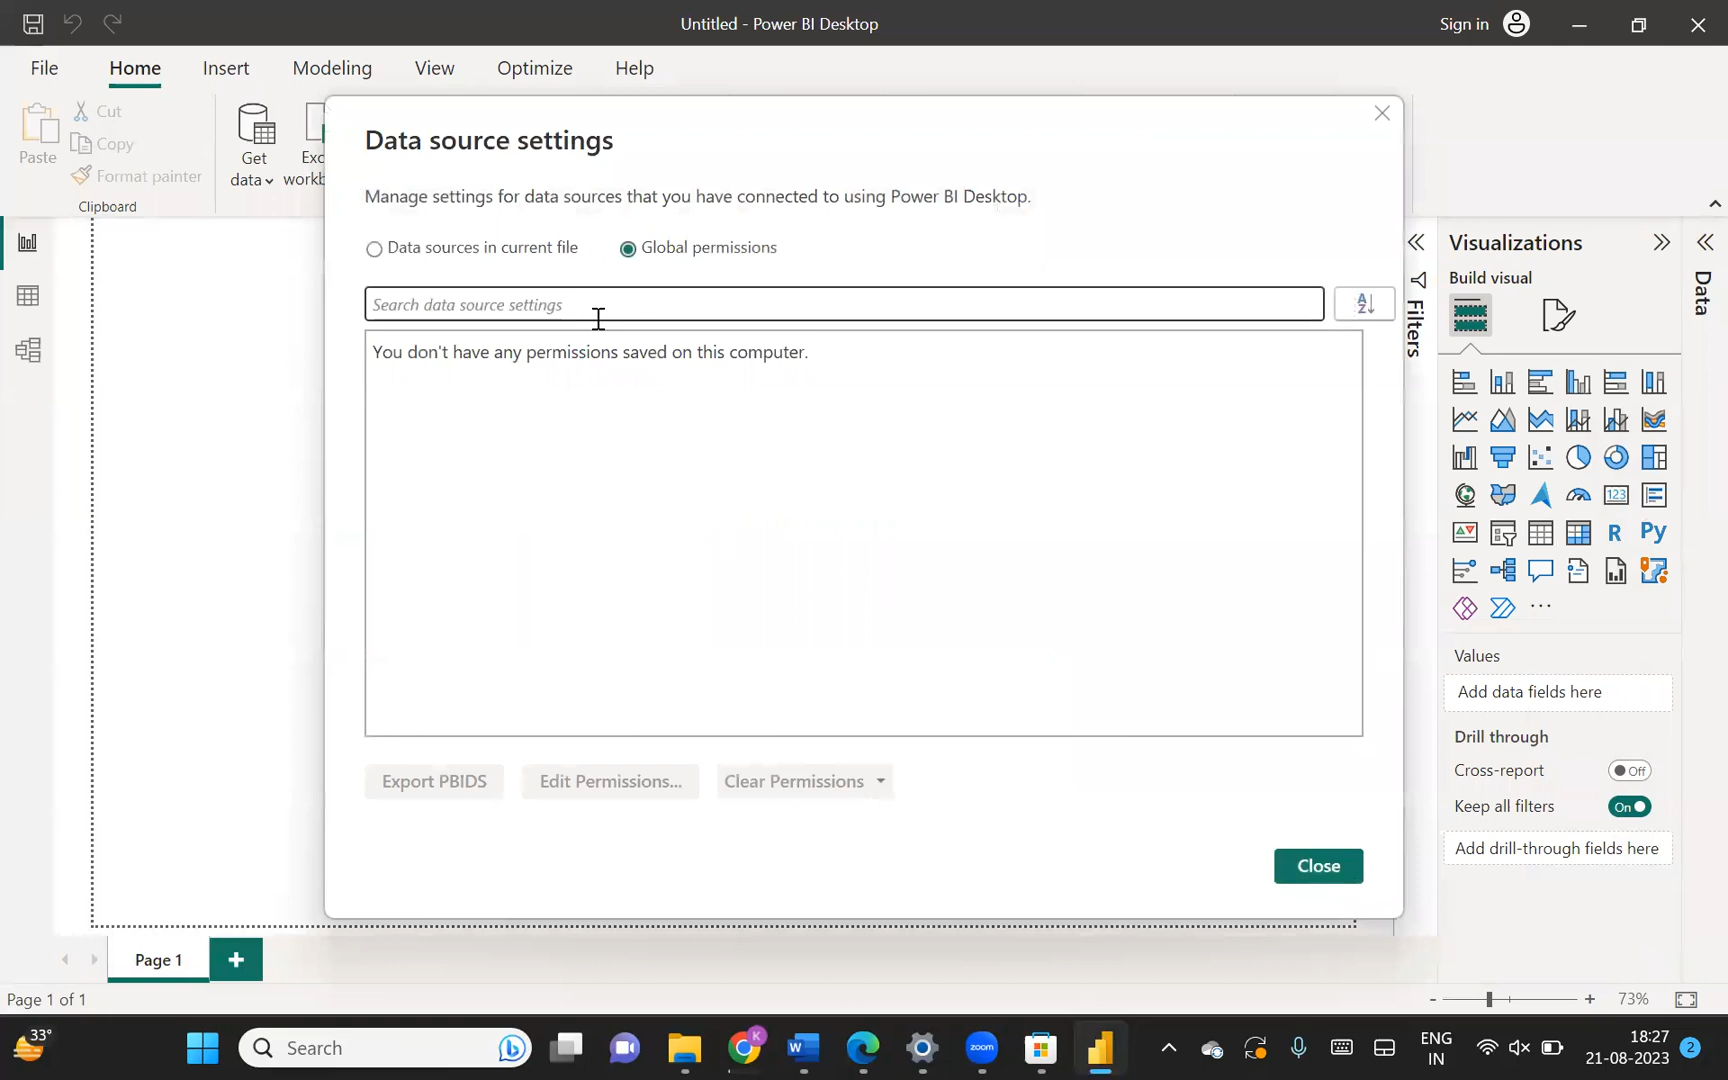 Untitled - Power BI Desktop
Sign in
File
Home
Insert
Modeling
View
Optimize
Help
Paste
Cut
Copy
Format painter
Clipboard
Get
data
Exc
workb
Data source settings
Manage settings for data sources that you have connected to using Power BI Desktop.
Data sources in current file
Global permissions
Search data source settings
A
Z
You don't have any permissions saved on this computer.
Export PBIDS
Edit Permissions...
Clear Permissions
Close
Filters
Visualizations
Build visual
123
R
Py
...
Values
Add data fields here
Drill through
Cross-report
Off
Keep all filters
On
Add drill-through fields here
Data
Page 1
+
Page 1 of 1
-
+
73%
33°
Search
K
W
zoom
ENG
IN
18:27
21-08-2023
2